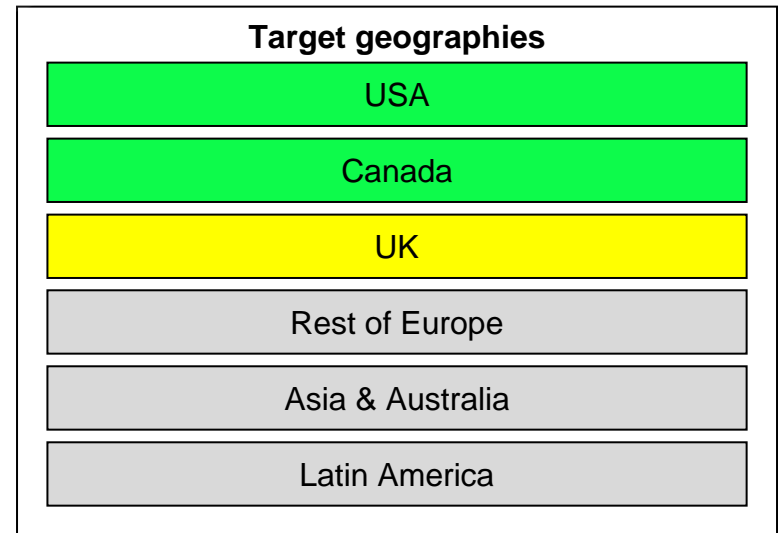 Target geographies
USA
Canada
UK
Rest of Europe
Asia & Australia
Latin America